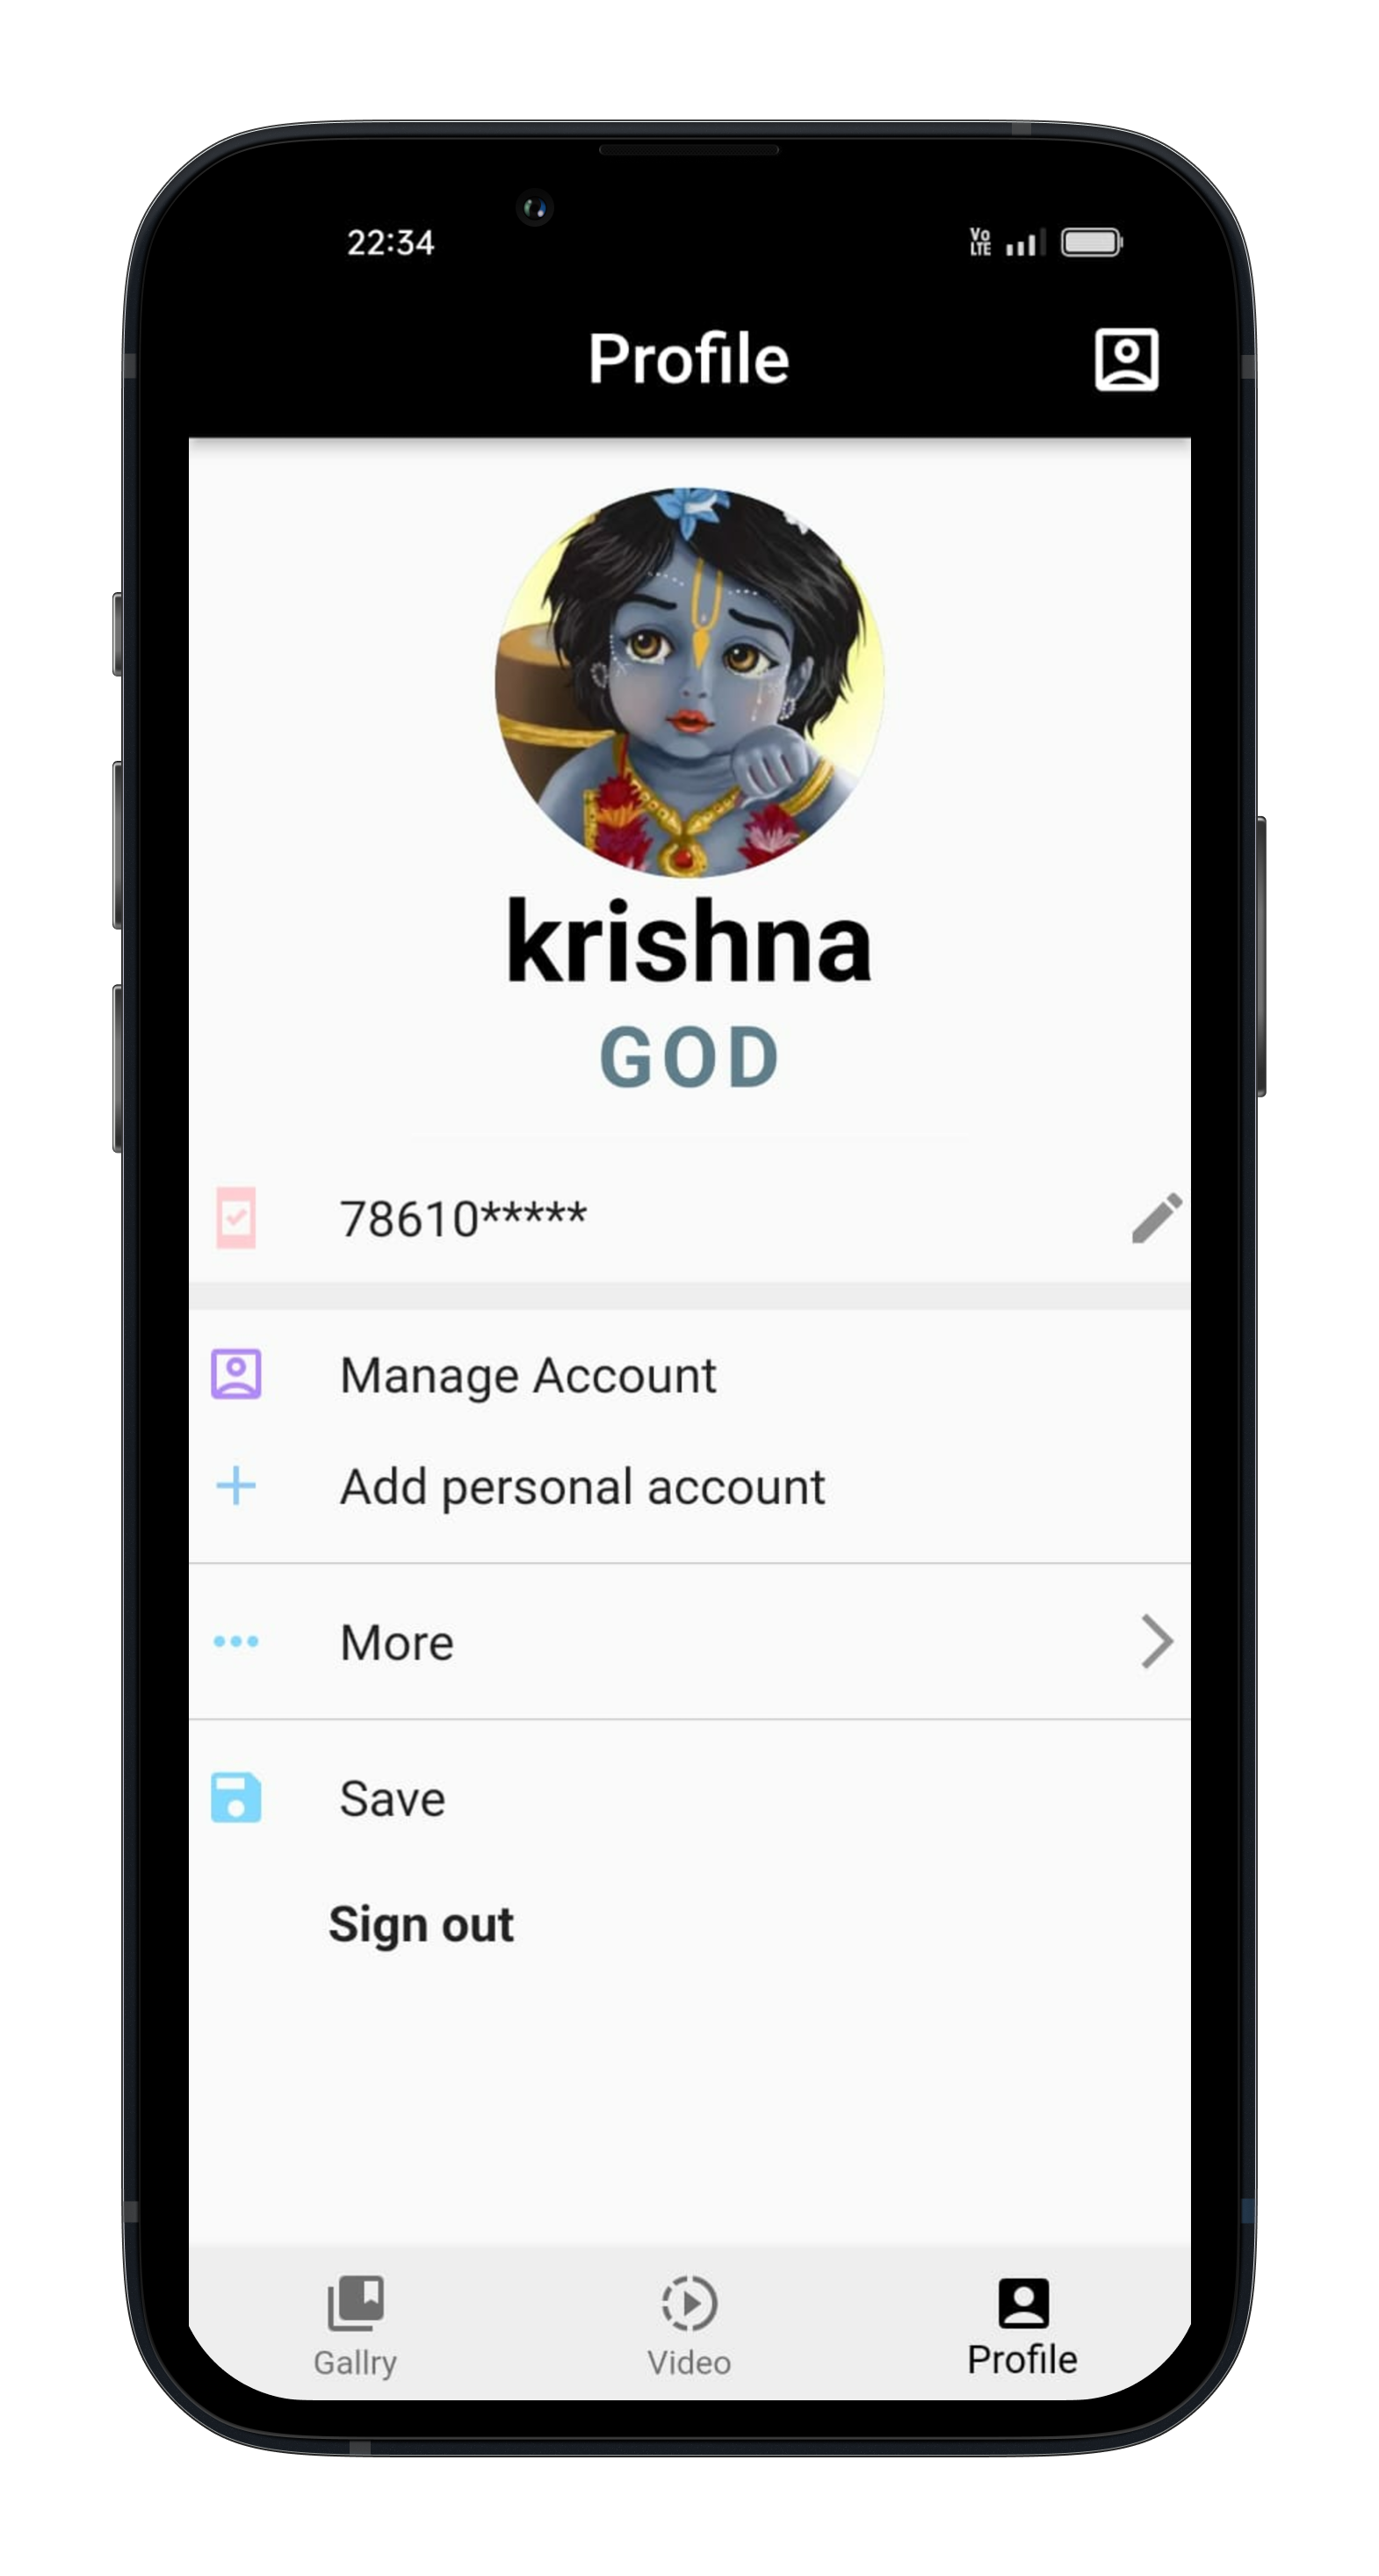 22:34
Vo
LTE
Profile
krishna
GOD
78610*****
Manage Account
Add personal account
More
Save
Sign out
Gallry
Video
Profile